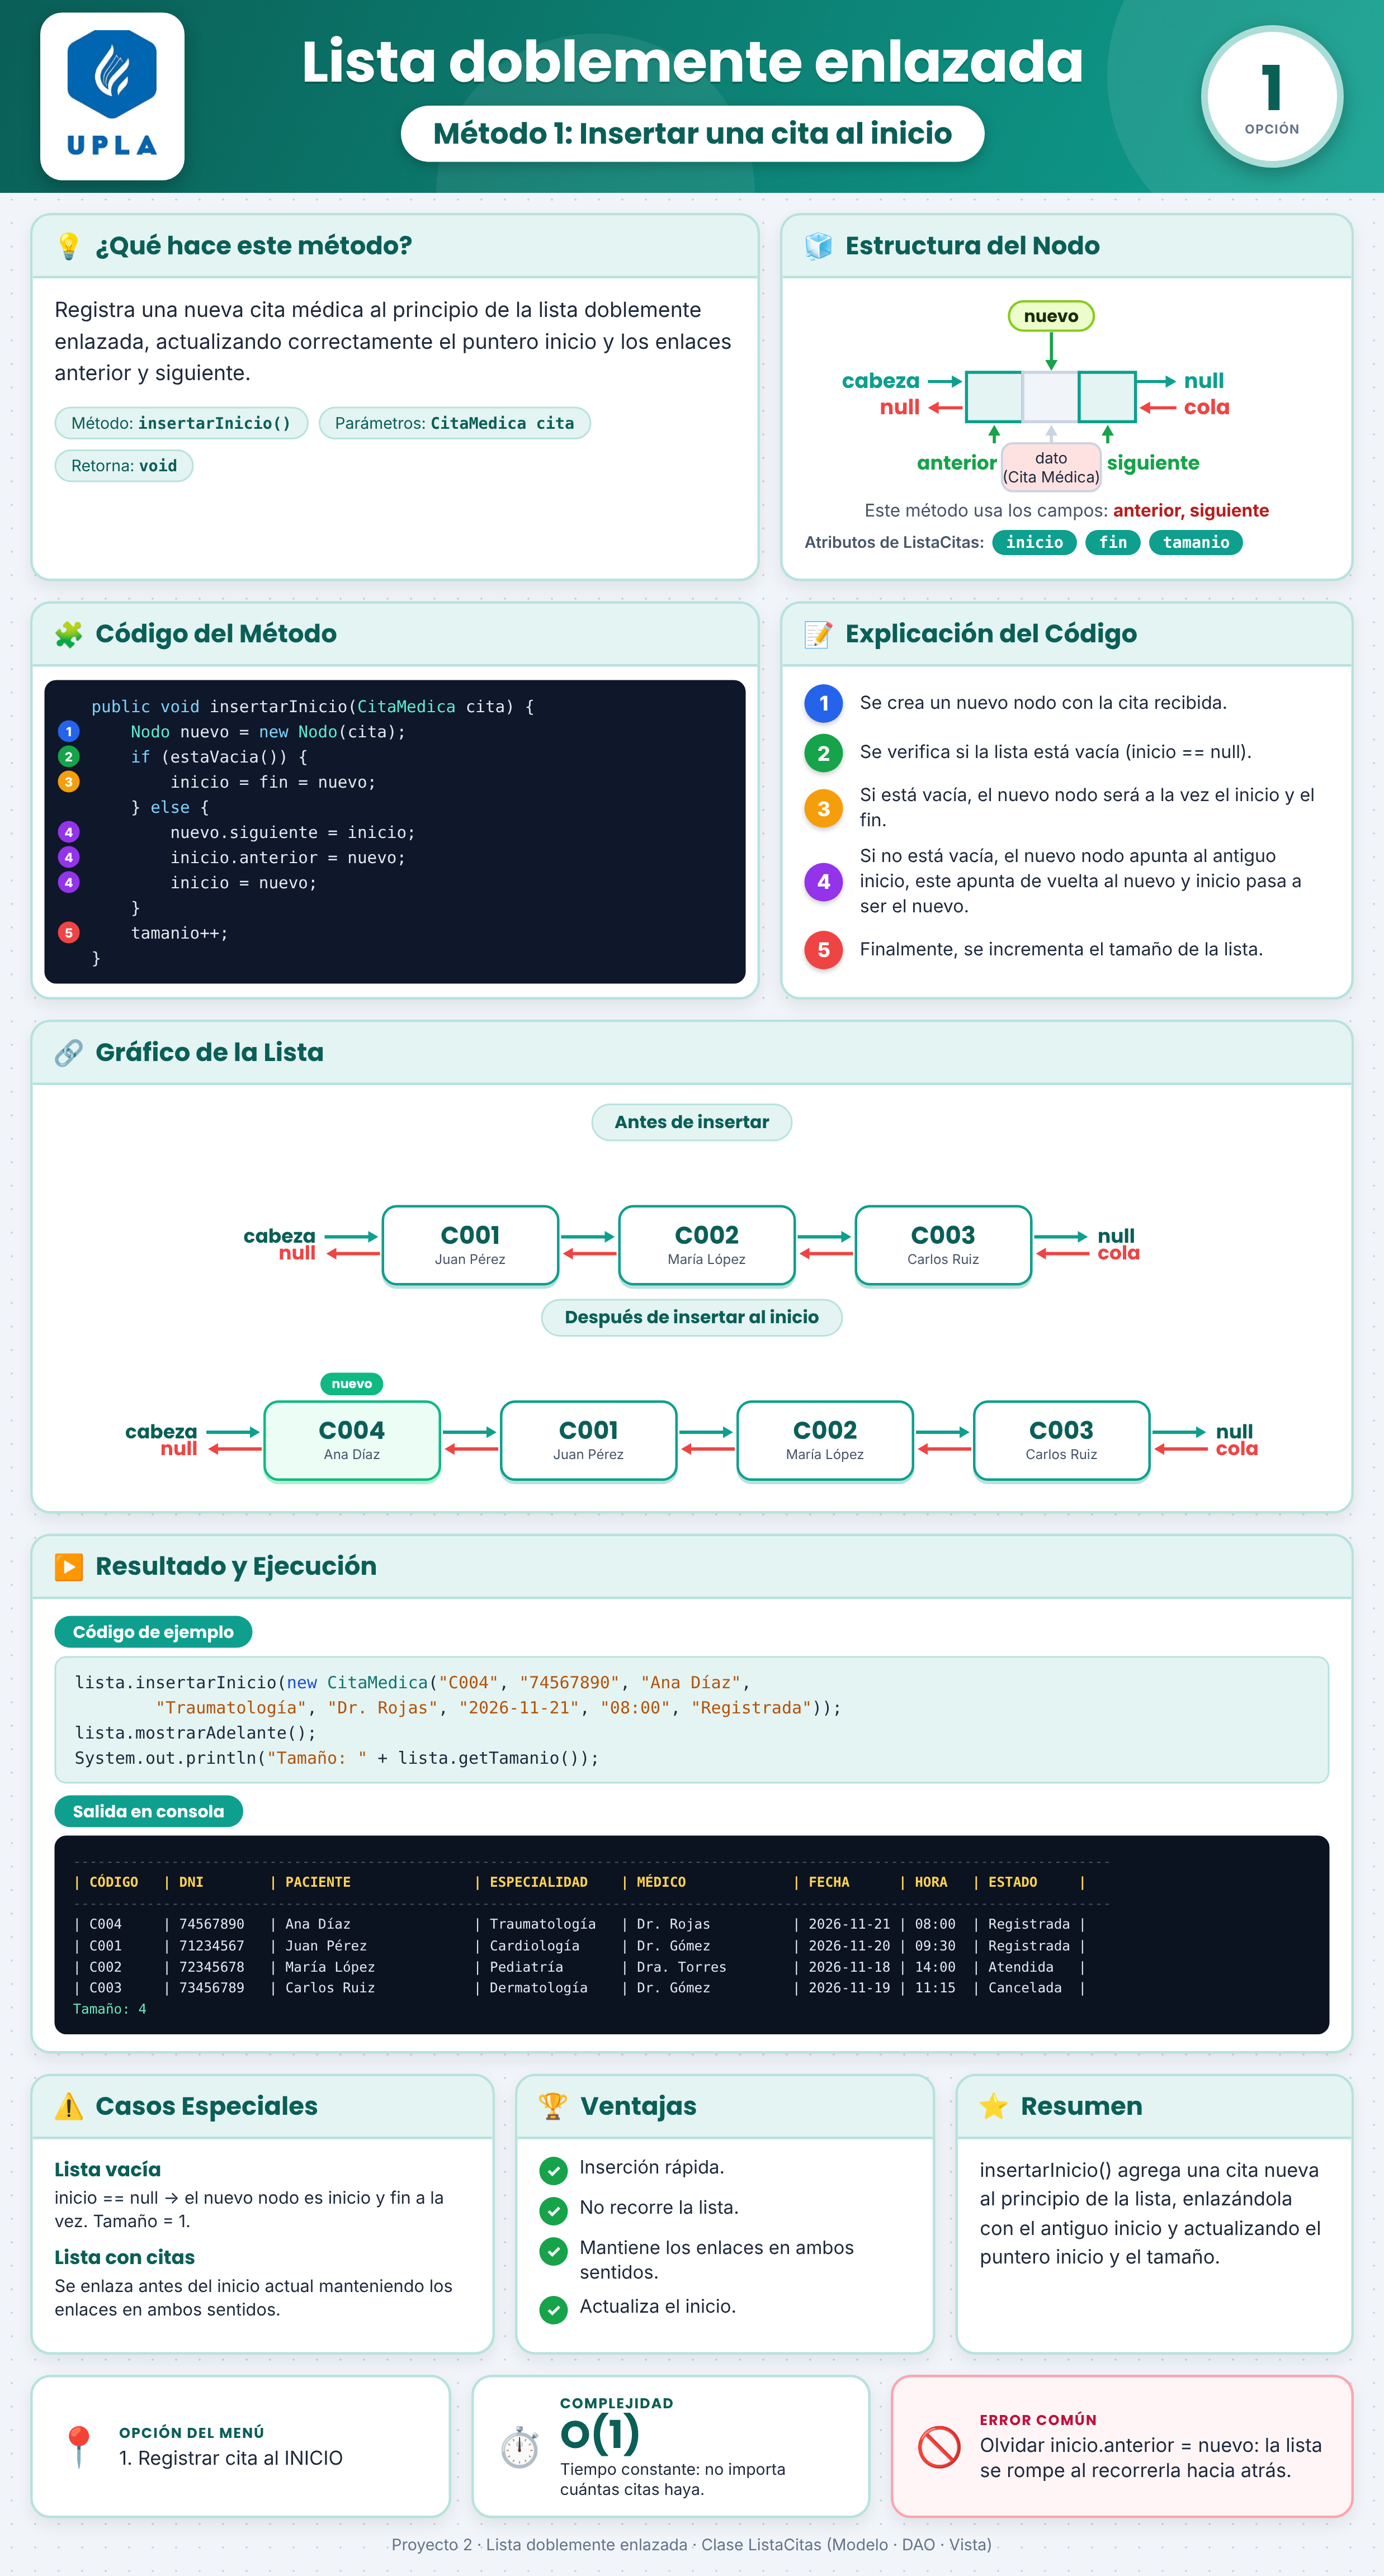 UPLA
Lista doblemente enlazada
Método 1: Insertar una cita al inicio
1
OPCIÓN
💡 ¿Qué hace este método?
Registra una nueva cita médica al principio de la lista doblemente
enlazada, actualizando correctamente el puntero inicio y los enlaces
anterior y siguiente.
Método: insertarInicio()
Parámetros: CitaMedica cita
Retorna: void
Estructura del Nodo
nuevo
cabeza
null
null
cola
anterior
dato
(Cita Médica)
siguiente
Este método usa los campos: anterior, siguiente
Atributos de ListaCitas: inicio fin tamanio
Código del Método
public void insertarInicio(CitaMedica cita) {
1 Nodo nuevo = new Nodo(cita);
2 if (estaVacia()) {
3 inicio = fin = nuevo;
} else {
4 nuevo.siguiente = inicio;
4 inicio.anterior = nuevo;
4 inicio = nuevo;
}
5 tamanio++;
}
Explicación del Código
1 Se crea un nuevo nodo con la cita recibida.
2 Se verifica si la lista está vacía (inicio == null).
3 Si está vacía, el nuevo nodo será a la vez el inicio y el
fin.
4 Si no está vacía, el nuevo nodo apunta al antiguo
inicio, este apunta de vuelta al nuevo y inicio pasa a
ser el nuevo.
5 Finalmente, se incrementa el tamaño de la lista.
Gráfico de la Lista
Antes de insertar
cabeza
null
C001
Juan Pérez
C002
María López
C003
Carlos Ruiz
null
cola
Después de insertar al inicio
nuevo
cabeza
null
C004
Ana Díaz
C001
Juan Pérez
C002
María López
C003
Carlos Ruiz
null
cola
Resultado y Ejecución
Código de ejemplo
lista.insertarInicio(new CitaMedica("C004", "74567890", "Ana Díaz",
"Traumatología", "Dr. Rojas", "2026-11-21", "08:00", "Registrada"));
lista.mostrarAdelante();
System.out.println("Tamaño: " + lista.getTamanio());
Salida en consola
| CÓDIGO | DNI | PACIENTE | ESPECIALIDAD | MÉDICO | FECHA | HORA | ESTADO |
| C004 | 74567890 | Ana Díaz | Traumatología | Dr. Rojas | 2026-11-21 | 08:00 | Registrada |
| C001 | 71234567 | Juan Pérez | Cardiología | Dr. Gómez | 2026-11-20 | 09:30 | Registrada |
| C002 | 72345678 | María López | Pediatría | Dra. Torres | 2026-11-18 | 14:00 | Atendida |
| C003 | 73456789 | Carlos Ruiz | Dermatología | Dr. Gómez | 2026-11-19 | 11:15 | Cancelada |
Tamaño: 4
Casos Especiales
Lista vacía
inicio == null → el nuevo nodo es inicio y fin a la
vez. Tamaño = 1.
Lista con citas
Se enlaza antes del inicio actual manteniendo los
enlaces en ambos sentidos.
Ventajas
Inserción rápida.
No recorre la lista.
Mantiene los enlaces en ambos
sentidos.
Actualiza el inicio.
Resumen
insertarInicio() agrega una cita nueva
al principio de la lista, enlazándola
con el antiguo inicio y actualizando el
puntero inicio y el tamaño.
OPCIÓN DEL MENÚ
1. Registrar cita al INICIO
COMPLEJIDAD
O(1)
Tiempo constante: no importa
cuántas citas haya.
ERROR COMÚN
Olvidar inicio.anterior = nuevo: la lista
se rompe al recorrerla hacia atrás.
Proyecto 2 · Lista doblemente enlazada · Clase ListaCitas (Modelo · DAO · Vista)